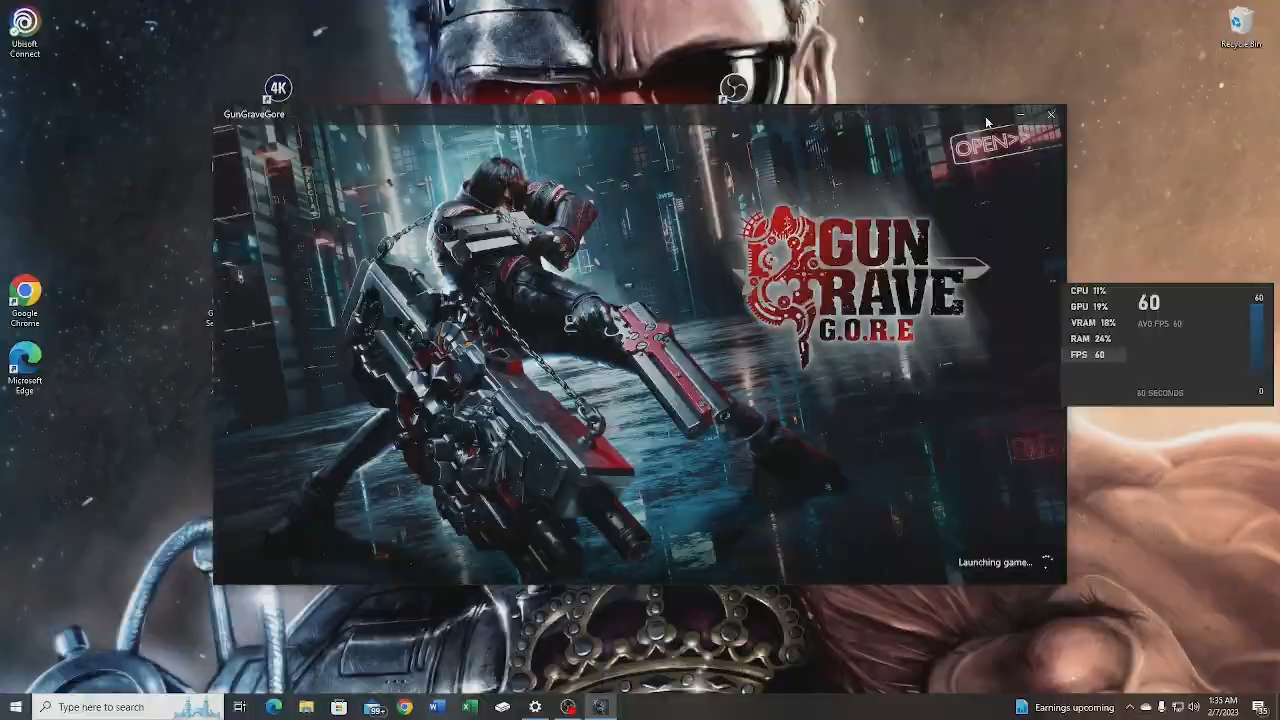 Ubisoft
Connect
Recycle Bin
4K
GunGraveGore
OPEN>>
GUN
GRAVE
G.O.R.E
Google
Chrome
G
Se
Microsoft
Edge
CPU 11%
GPU 19%
VRAM 18%
RAM 24%
FPS 60
60
AVG FPS 60
60
60 SECONDS
0
Launching game...
Type here to search
Earnings upcoming
1:35 AM
2/7/2023